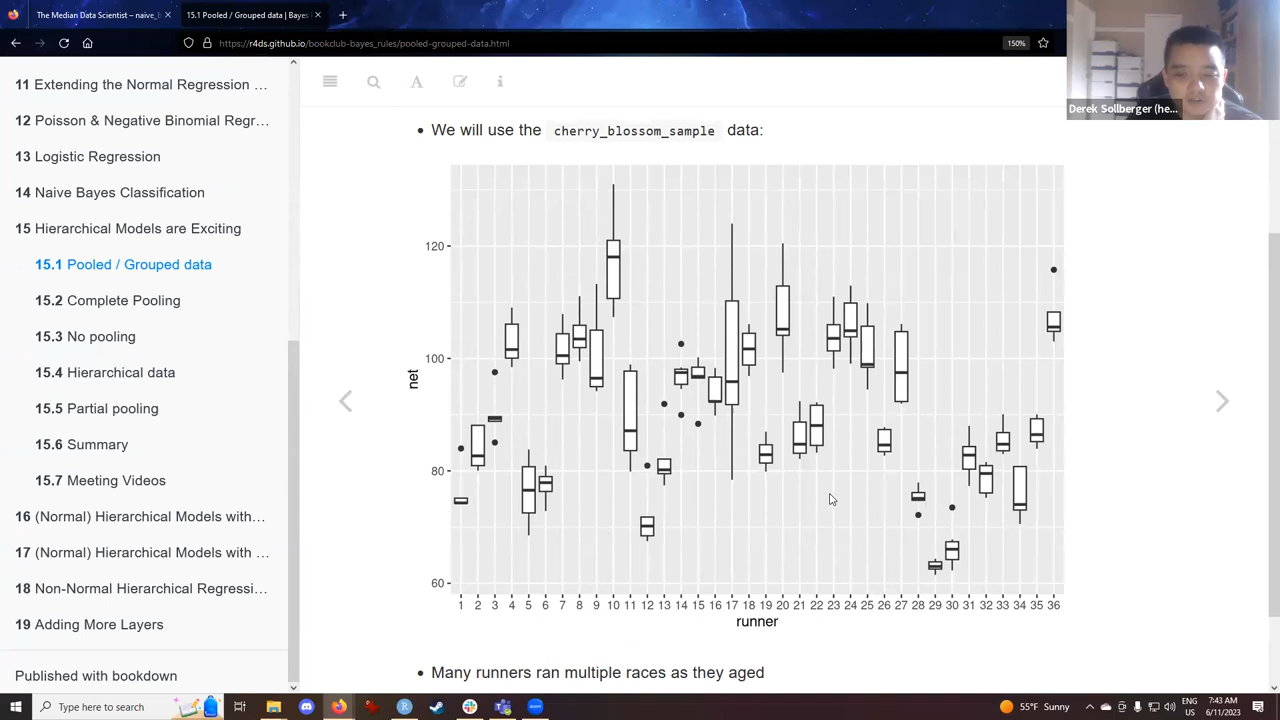 The Median Data Scientist – naive_b
15.1 Pooled / Grouped data | Bayes
https://r4ds.github.io/bookclub-bayes_rules/pooled-grouped-data.html
150%
Derek Sollberger (he...
11 Extending the Normal Regression ...
12 Poisson & Negative Binomial Regr...
13 Logistic Regression
14 Naive Bayes Classification
15 Hierarchical Models are Exciting
15.1 Pooled / Grouped data
15.2 Complete Pooling
15.3 No pooling
15.4 Hierarchical data
15.5 Partial pooling
15.6 Summary
15.7 Meeting Videos
16 (Normal) Hierarchical Models with...
17 (Normal) Hierarchical Models with ...
18 Non-Normal Hierarchical Regressi...
19 Adding More Layers
Published with bookdown
We will use the cherry_blossom_sample data:
120
100
80
60
net
1 2 3 4 5 6 7 8 9 10 11 12 13 14 15 16 17 18 19 20 21 22 23 24 25 26 27 28 29 30 31 32 33 34 35 36
runner
Many runners ran multiple races as they aged
Type here to search
55°F Sunny
ENG
US
7:43 AM
6/11/2023